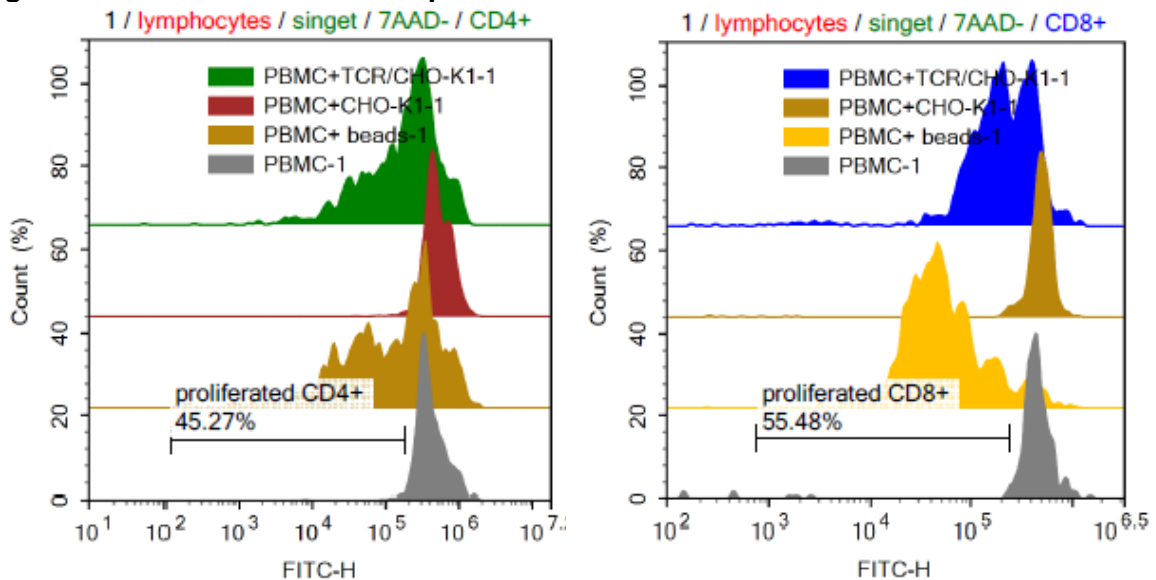 1 / lymphocytes / singet / 7AAD- / CD4+
PBMC+TCR/CHO-K1-1
PBMC+CHO-K1-1
PBMC+ beads-1
PBMC-1
Count (%)
100
80
60
40
20
0
proliferated CD4+
45.27%
10^1 10^2 10^3 10^4 10^5 10^6
FITC-H
1 / lymphocytes / singet / 7AAD- / CD8+
PBMC+TCR/CHO-K1-1
PBMC+CHO-K1-1
PBMC+ beads-1
PBMC-1
Count (%)
100
80
60
40
20
0
proliferated CD8+
55.48%
10^2 10^3 10^4 10^5 10^6,5
FITC-H